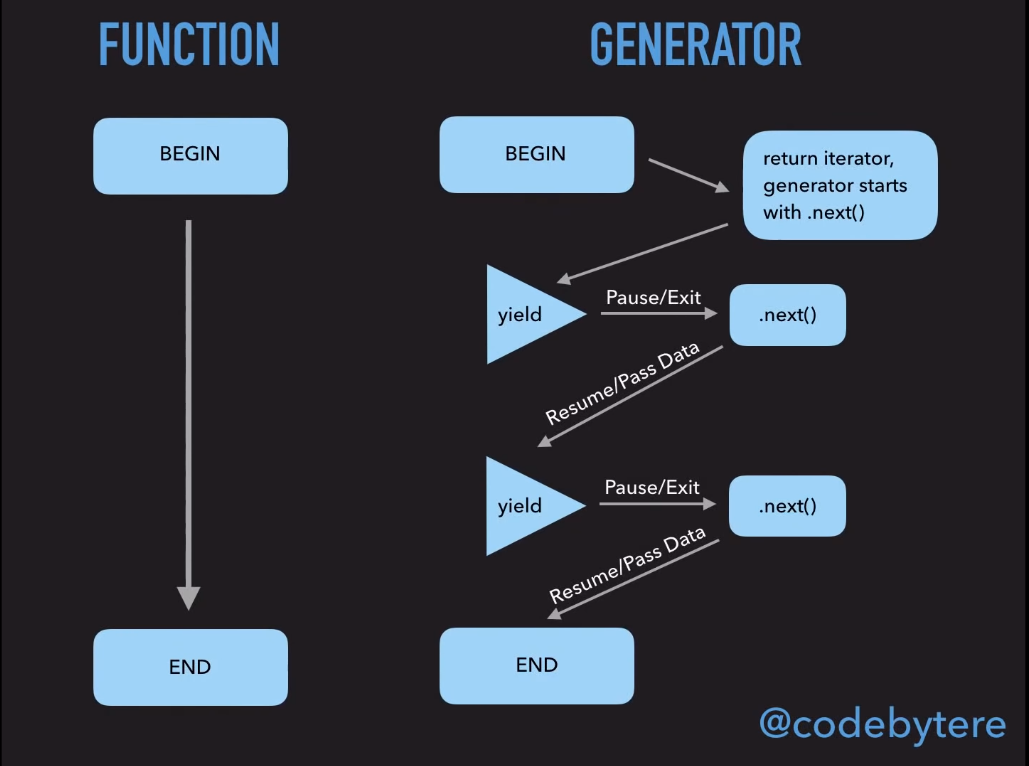 FUNCTION
GENERATOR
BEGIN
BEGIN
return iterator,
generator starts
with .next()
yield
Pause/Exit
.next()
Resume/Pass Data
yield
Pause/Exit
.next()
Resume/Pass Data
END
END
@codebytere